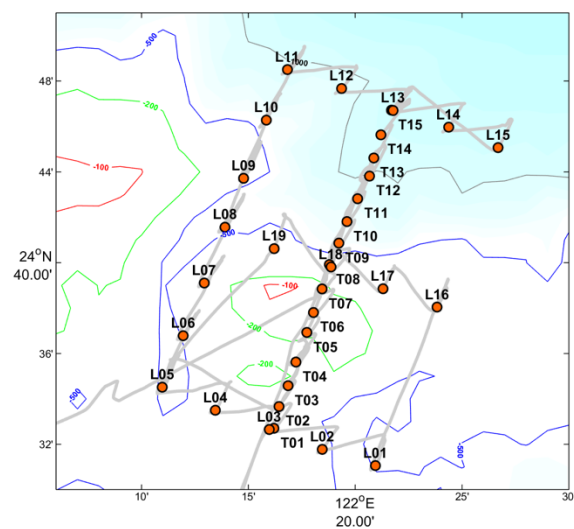 -500
L11
-1000
48'
L12
-200
L13
L10
L14
T15
L15
-100
T14
44'
L09
T13
T12
T11
L08
-500
L19
T10
24°N
40.00'
L18
T09
L07
T08
L17
-100
L16
T07
-200
L06
T06
36'
T05
-200
L05
T04
-500
L04
T03
L03
T02
L02
32'
T01
L01
-500
10'
15'
122°E
20.00'
25'
30